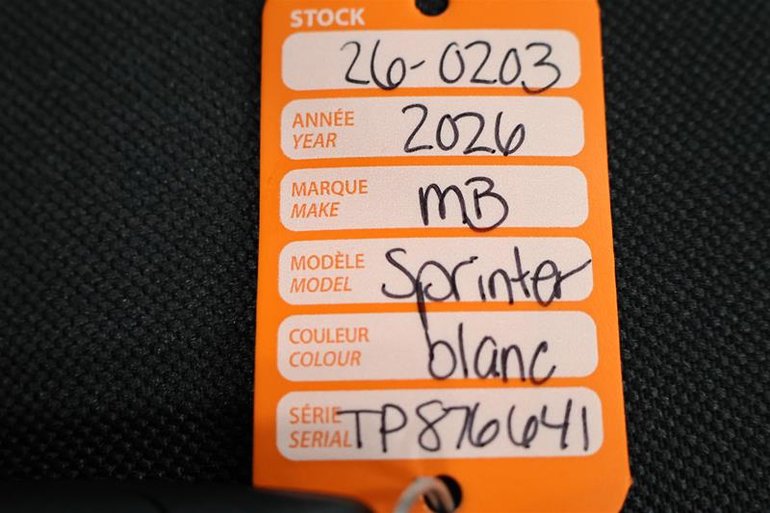 STOCK
26-0203
ANNÉE
YEAR
2026
MARQUE
MAKE
MB
MODÈLE
MODEL
Sprinter
COULEUR
COLOUR
blanc
SÉRIE
SERIAL
TP876641